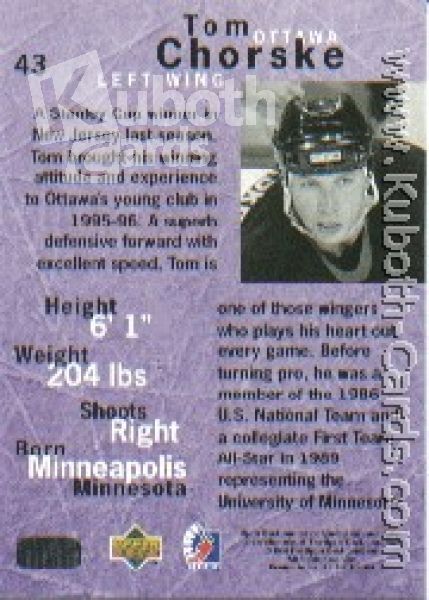 Tom
OTTAWA
43
Chorske
LEFT WING
Kuboth
Cards
www.Kuboth-Cards.com
A Stanley Cup winner in
New Jersey last season,
Tom brought his winning
attitude and experience
to Ottawa's young club in
1995-96. A superb
defensive forward with
excellent speed, Tom is
one of those wingers
who plays his heart out
every game. Before
turning pro, he was a
member of the 1986
U.S. National Team and
a collegiate First Team
All-Star in 1989
representing the
University of Minnesota
Height
6' 1"
Weight
204 lbs
Shoots
Right
Born
Minneapolis
Minnesota